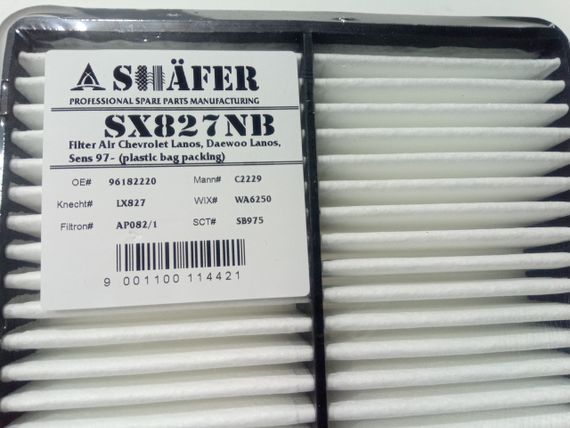 SHÄFER
PROFESSIONAL SPARE PARTS MANUFACTURING
SX827NB
Filter Air Chevrolet Lanos, Daewoo Lanos,
Sens 97- (plastic bag packing)
OE# 96182220 Mann# C2229
Knecht# LX827 WIX# WA6250
Filtron# AP082/1 SCT# SB975
9 001100 114421